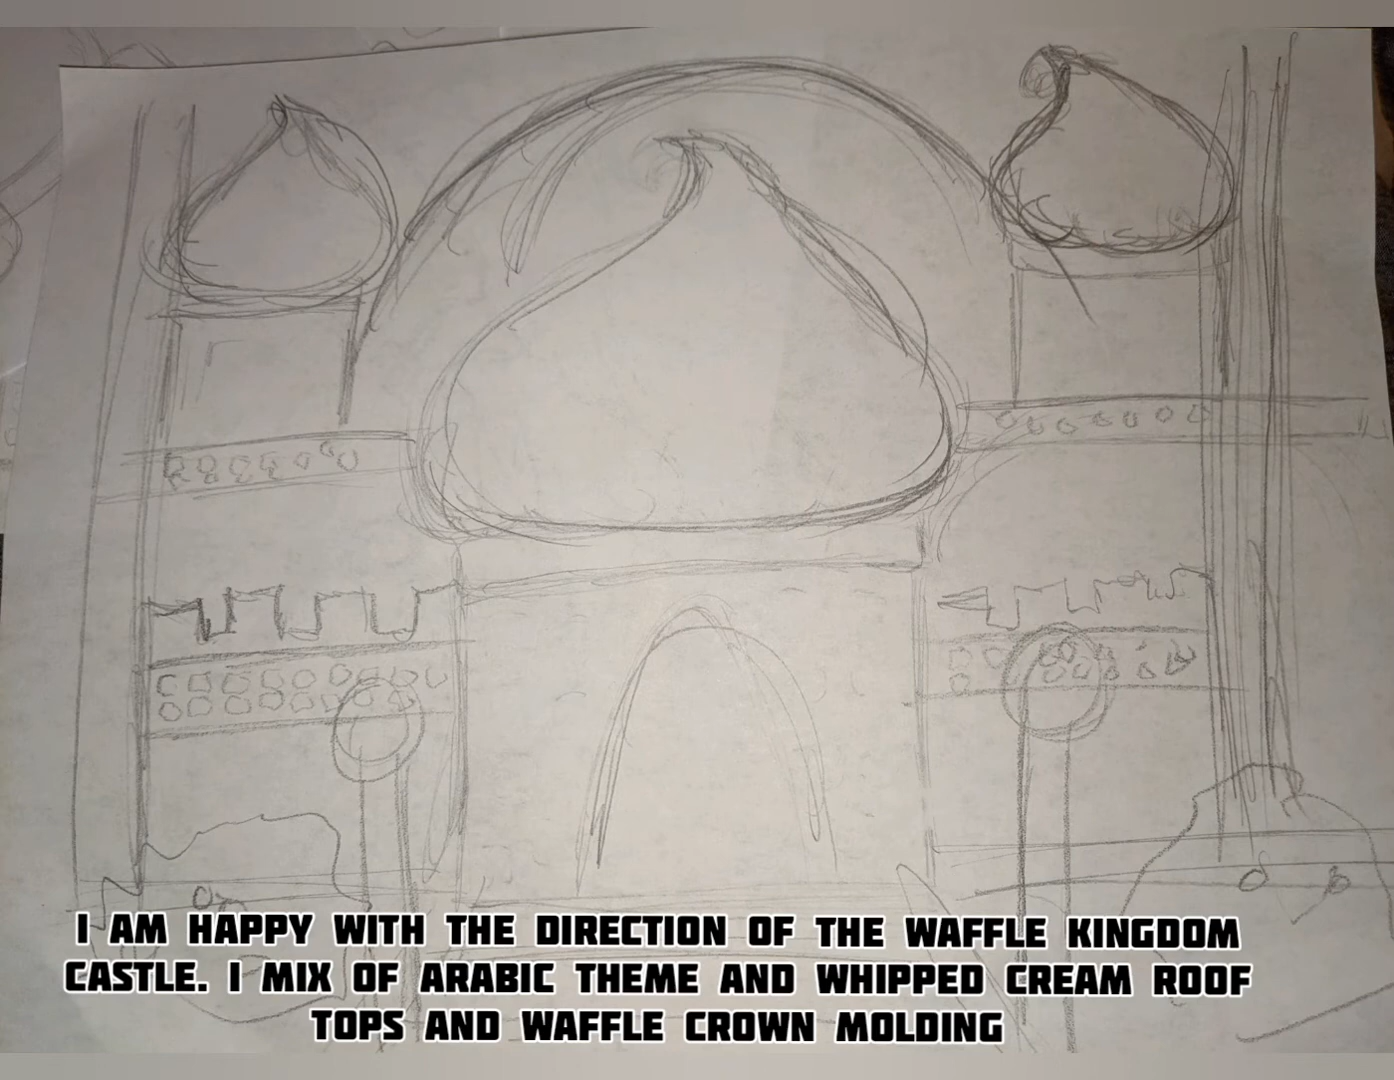 I AM HAPPY WITH THE DIRECTION OF THE WAFFLE KINGDOM
CASTLE. I MIX OF ARABIC THEME AND WHIPPED CREAM ROOF
TOPS AND WAFFLE CROWN MOLDING